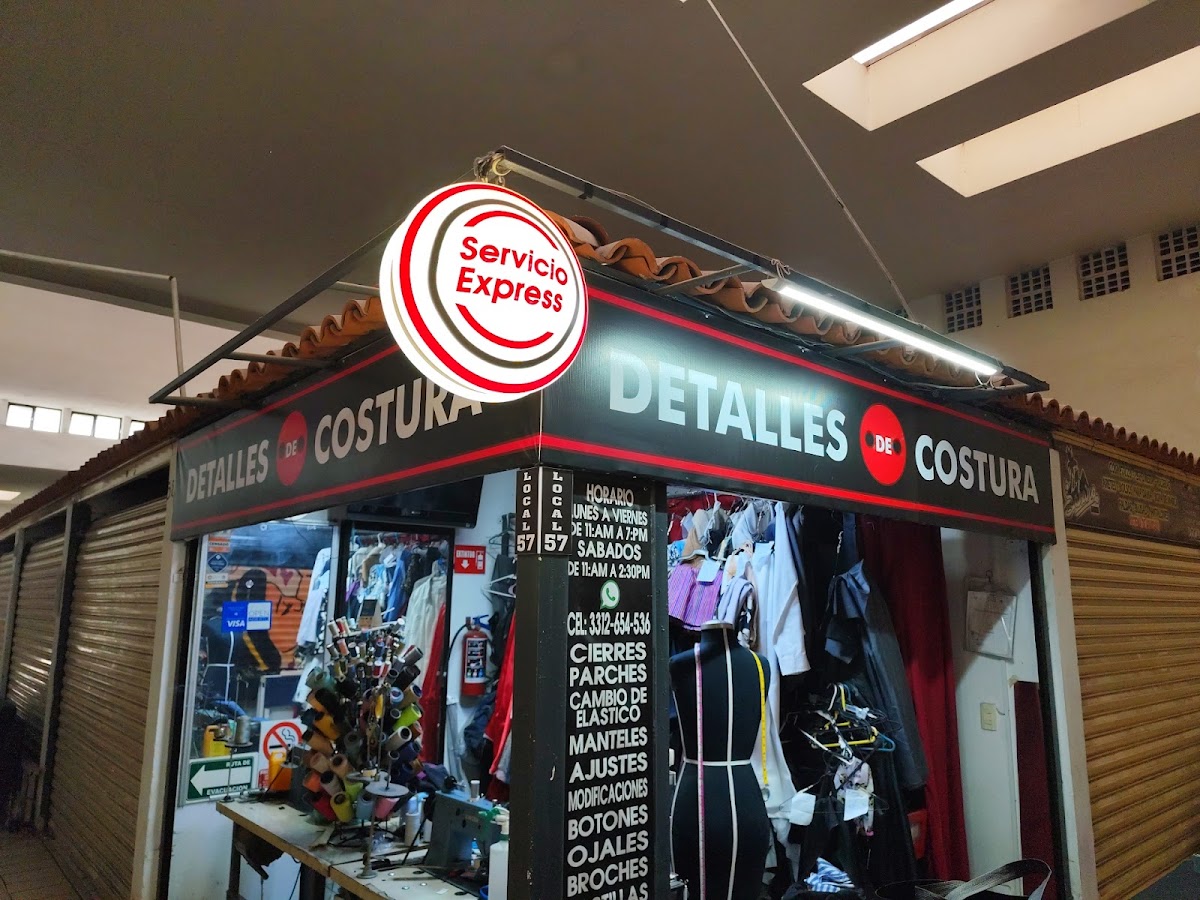 Servicio
Express
DETALLES DE COSTURA
DETALLES DE COSTURA
LOCAL 57
LOCAL 57
HORARIO
LUNES A VIERNES
DE 11:AM A 7:PM
SABADOS
DE 11:AM A 2:30PM
CEL: 3312-654-536
CIERRES
PARCHES
CAMBIO DE
ELASTICO
MANTELES
AJUSTES
MODIFICACIONES
BOTONES
OJALES
BROCHES
VISA
EXTINTOR
RUTA DE
EVACUACION